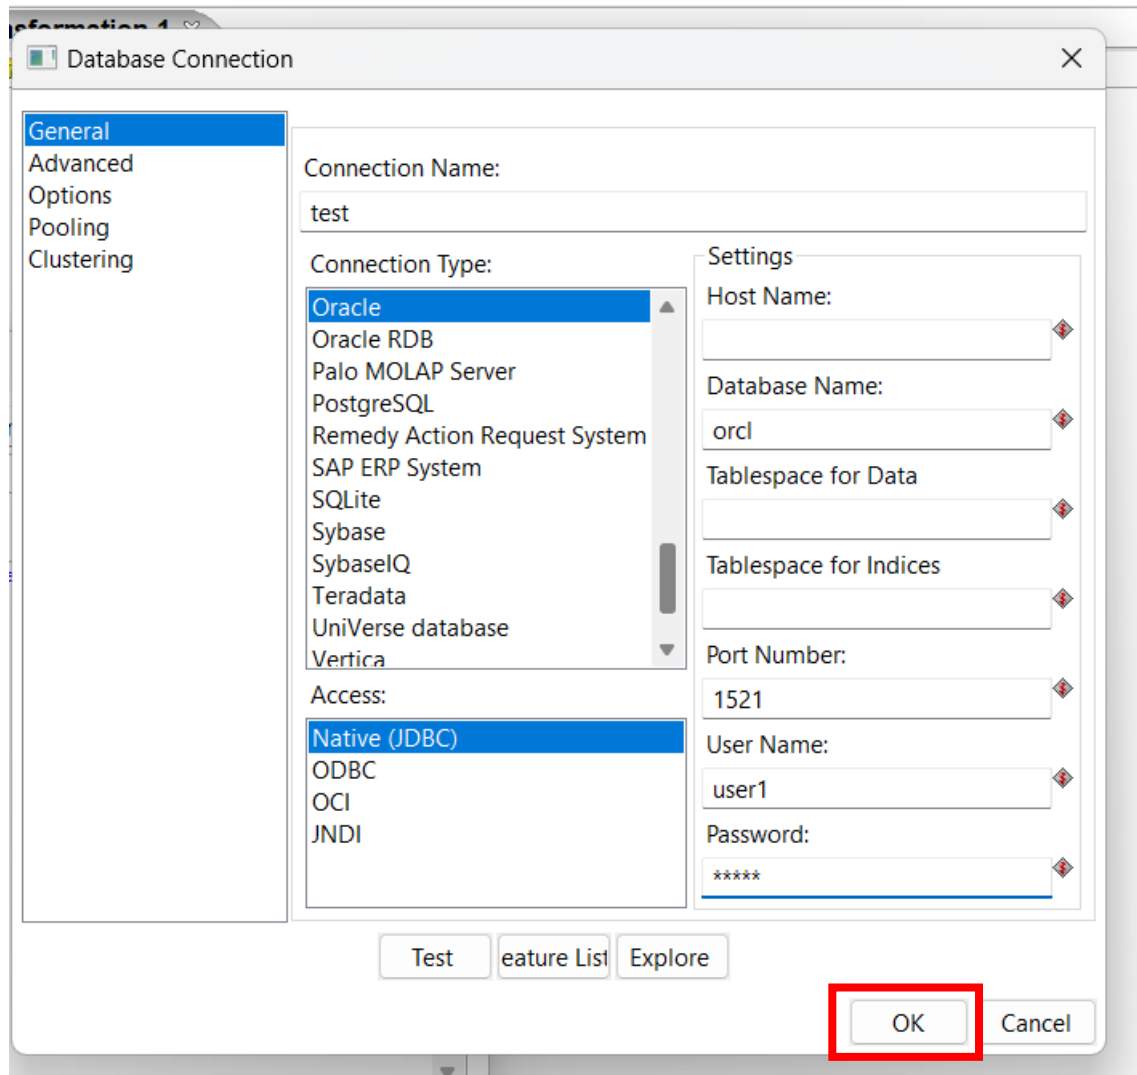 nsformation 1
Database Connection
General
Advanced
Options
Pooling
Clustering
Connection Name:
test
Connection Type:
Oracle
Oracle RDB
Palo MOLAP Server
PostgreSQL
Remedy Action Request System
SAP ERP System
SQLite
Sybase
SybaseIQ
Teradata
UniVerse database
Vertica
Access:
Native (JDBC)
ODBC
OCI
JNDI
Settings
Host Name:
Database Name:
orcl
Tablespace for Data
Tablespace for Indices
Port Number:
1521
User Name:
user1
Password:
*****
Test
eature List
Explore
OK
Cancel